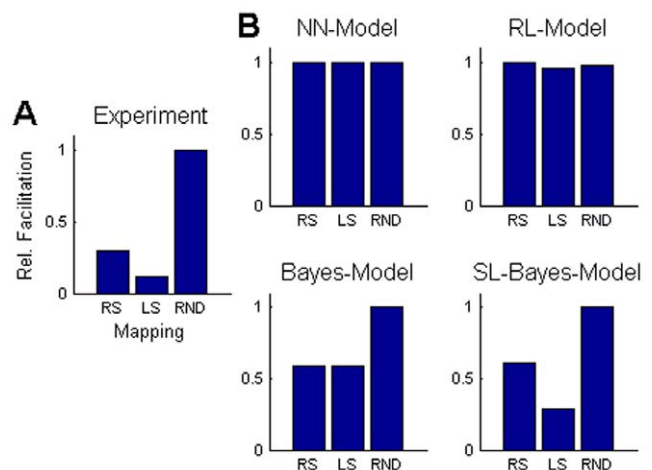 A
Experiment
Rel. Facilitation
1
0.5
0
RS LS RND
Mapping
B
NN-Model
1
0.5
0
RS LS RND
RL-Model
1
0.5
0
RS LS RND
Bayes-Model
1
0.5
0
RS LS RND
SL-Bayes-Model
1
0.5
0
RS LS RND